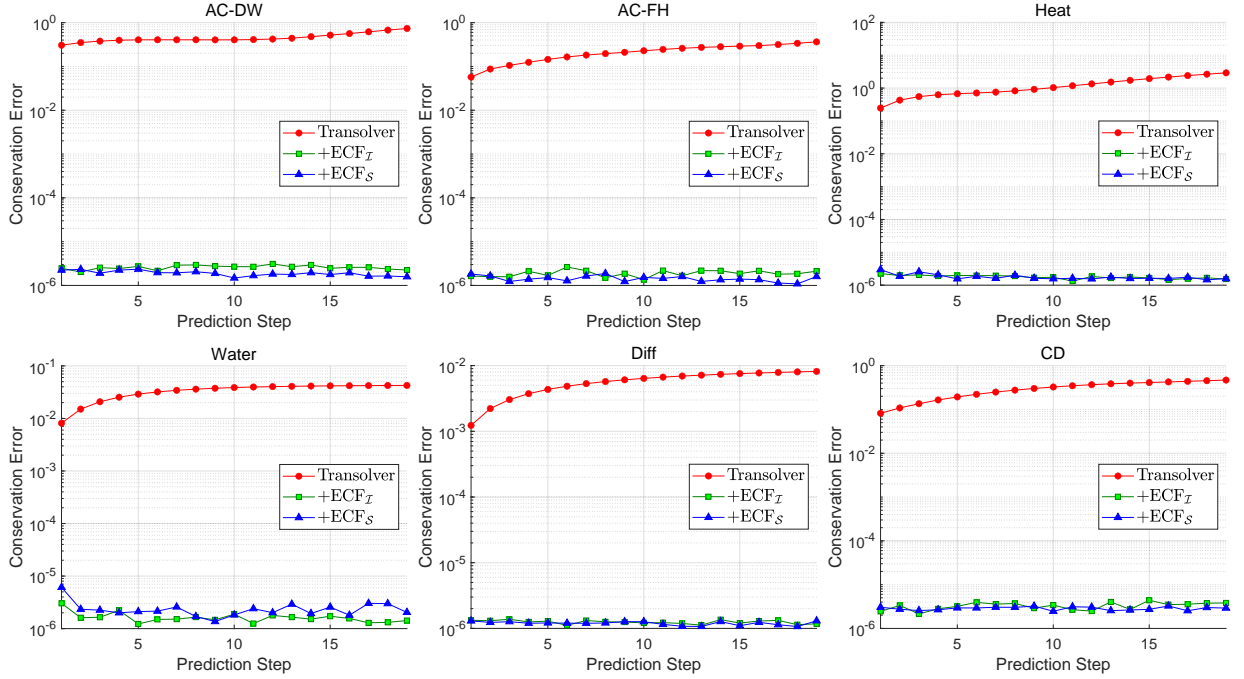 AC-DW
10^0
10^-2
10^-4
10^-6
Conservation Error
Transolver
+ECF_𝓘
+ECF_𝓢
5
10
15
Prediction Step
AC-FH
10^0
10^-2
10^-4
10^-6
Conservation Error
Transolver
+ECF_𝓘
+ECF_𝓢
5
10
15
Prediction Step
Heat
10^2
10^0
10^-2
10^-4
10^-6
Conservation Error
Transolver
+ECF_𝓘
+ECF_𝓢
5
10
15
Prediction Step
Water
10^-1
10^-2
10^-3
10^-4
10^-5
10^-6
Conservation Error
Transolver
+ECF_𝓘
+ECF_𝓢
5
10
15
Prediction Step
Diff
10^-2
10^-3
10^-4
10^-5
10^-6
Conservation Error
Transolver
+ECF_𝓘
+ECF_𝓢
5
10
15
Prediction Step
CD
10^0
10^-2
10^-4
10^-6
Conservation Error
Transolver
+ECF_𝓘
+ECF_𝓢
5
10
15
Prediction Step